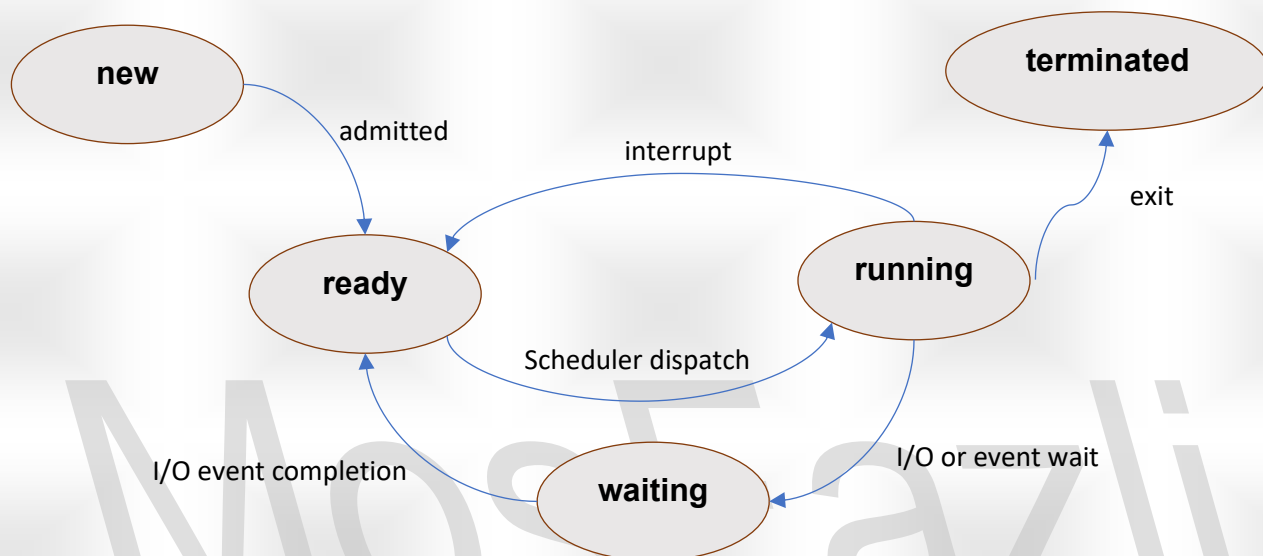 new
terminated
admitted
interrupt
exit
ready
running
Scheduler dispatch
I/O event completion
waiting
I/O or event wait